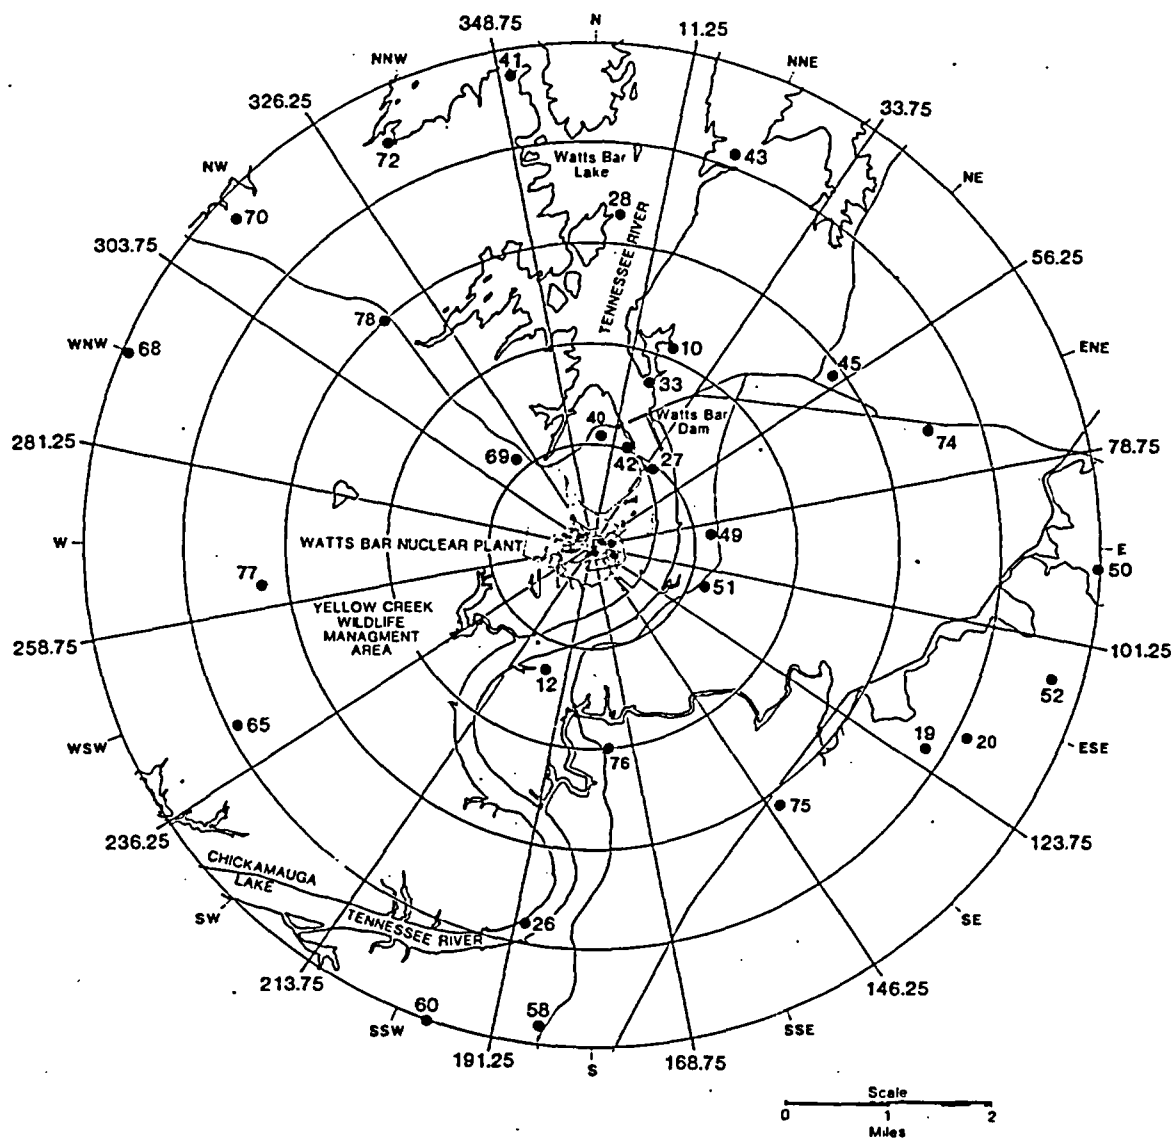 N
348.75
11.25
NNW
41
NNE
326.25
33.75
72
Watts Bar
Lake
43
NW
NE
70
28
TENNESSEE RIVER
303.75
56.25
78
WNW
68
10
ENE
45
33
40
Watts Bar
Dam
74
281.25
69
42
27
78.75
W
WATTS BAR NUCLEAR PLANT
49
E
50
77
51
YELLOW CREEK
WILDLIFE
MANAGMENT
AREA
258.75
101.25
12
52
65
19
20
WSW
ESE
76
75
236.25
123.75
CHICKAMAUGA
LAKE
SW
TENNESSEE RIVER
26
SE
213.75
146.25
60
58
SSW
SSE
191.25
168.75
S
Scale
0 1 2
Miles